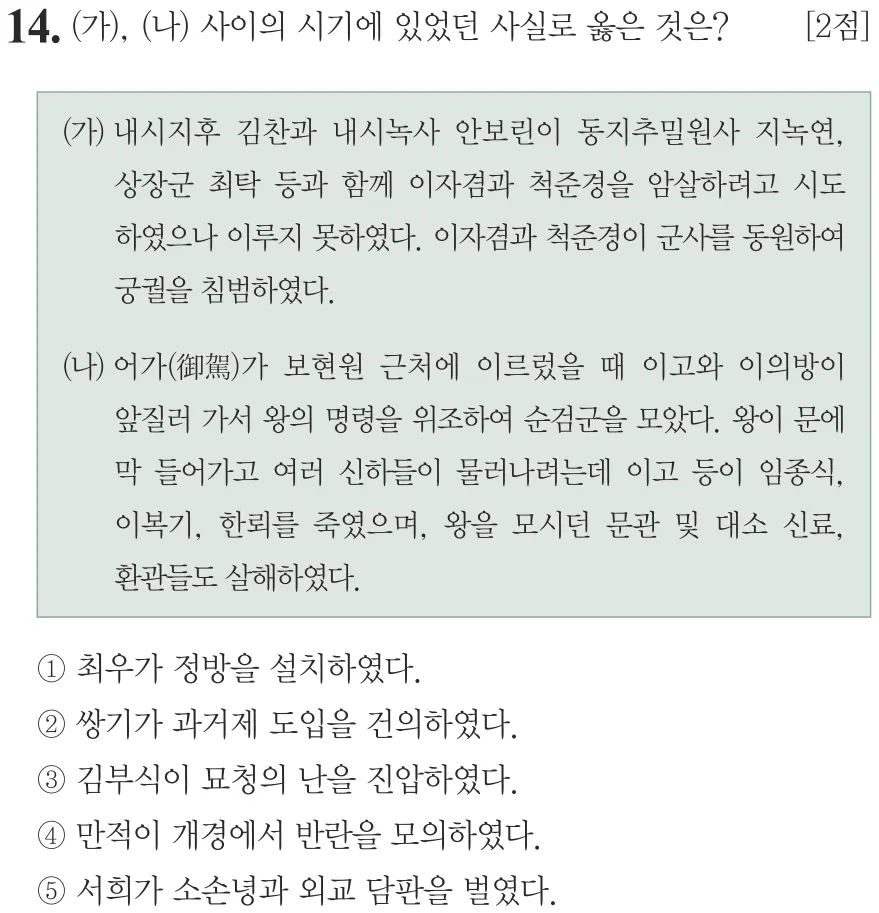 14. (가), (나) 사이의 시기에 있었던 사실로 옳은 것은? [2점]
(가) 내시지후 김찬과 내시녹사 안보린이 동지추밀원사 지녹연,
상장군 최탁 등과 함께 이자겸과 척준경을 암살하려고 시도
하였으나 이루지 못하였다. 이자겸과 척준경이 군사를 동원하여
궁궐을 침범하였다.
(나) 어가(御駕)가 보현원 근처에 이르렀을 때 이고와 이의방이
앞질러 가서 왕의 명령을 위조하여 순검군을 모았다. 왕이 문에
막 들어가고 여러 신하들이 물러나려는데 이고 등이 임종식,
이복기, 한뢰를 죽였으며, 왕을 모시던 문관 및 대소 신료,
환관들도 살해하였다.
① 최우가 정방을 설치하였다.
② 쌍기가 과거제 도입을 건의하였다.
③ 김부식이 묘청의 난을 진압하였다.
④ 만적이 개경에서 반란을 모의하였다.
⑤ 서희가 소손녕과 외교 담판을 벌였다.